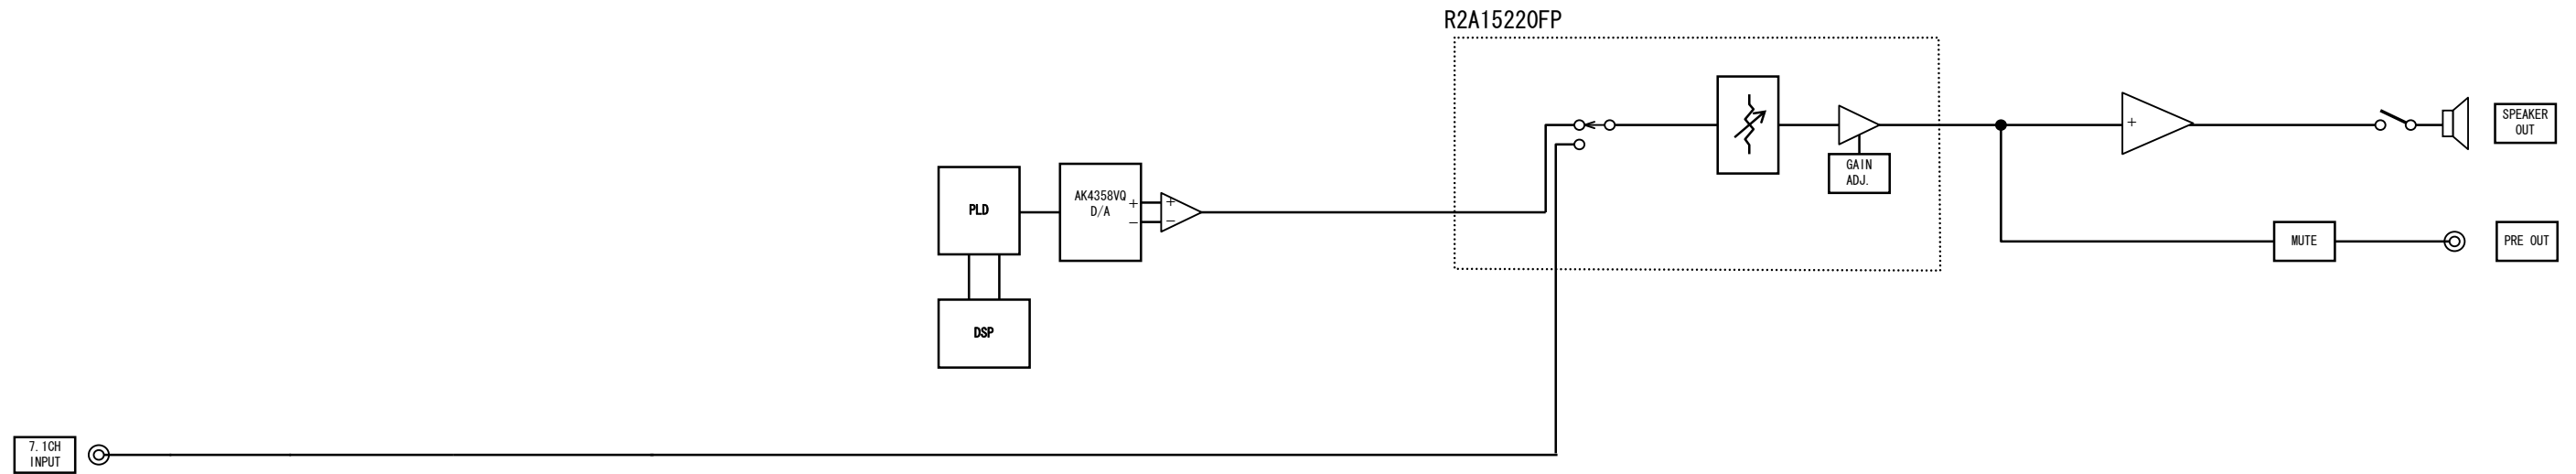 R2A15220FP
SPEAKER
OUT
GAIN
ADJ.
+
PLD
AK4358VQ
D/A
+
-
+
-
MUTE
PRE OUT
DSP
7.1CH
INPUT